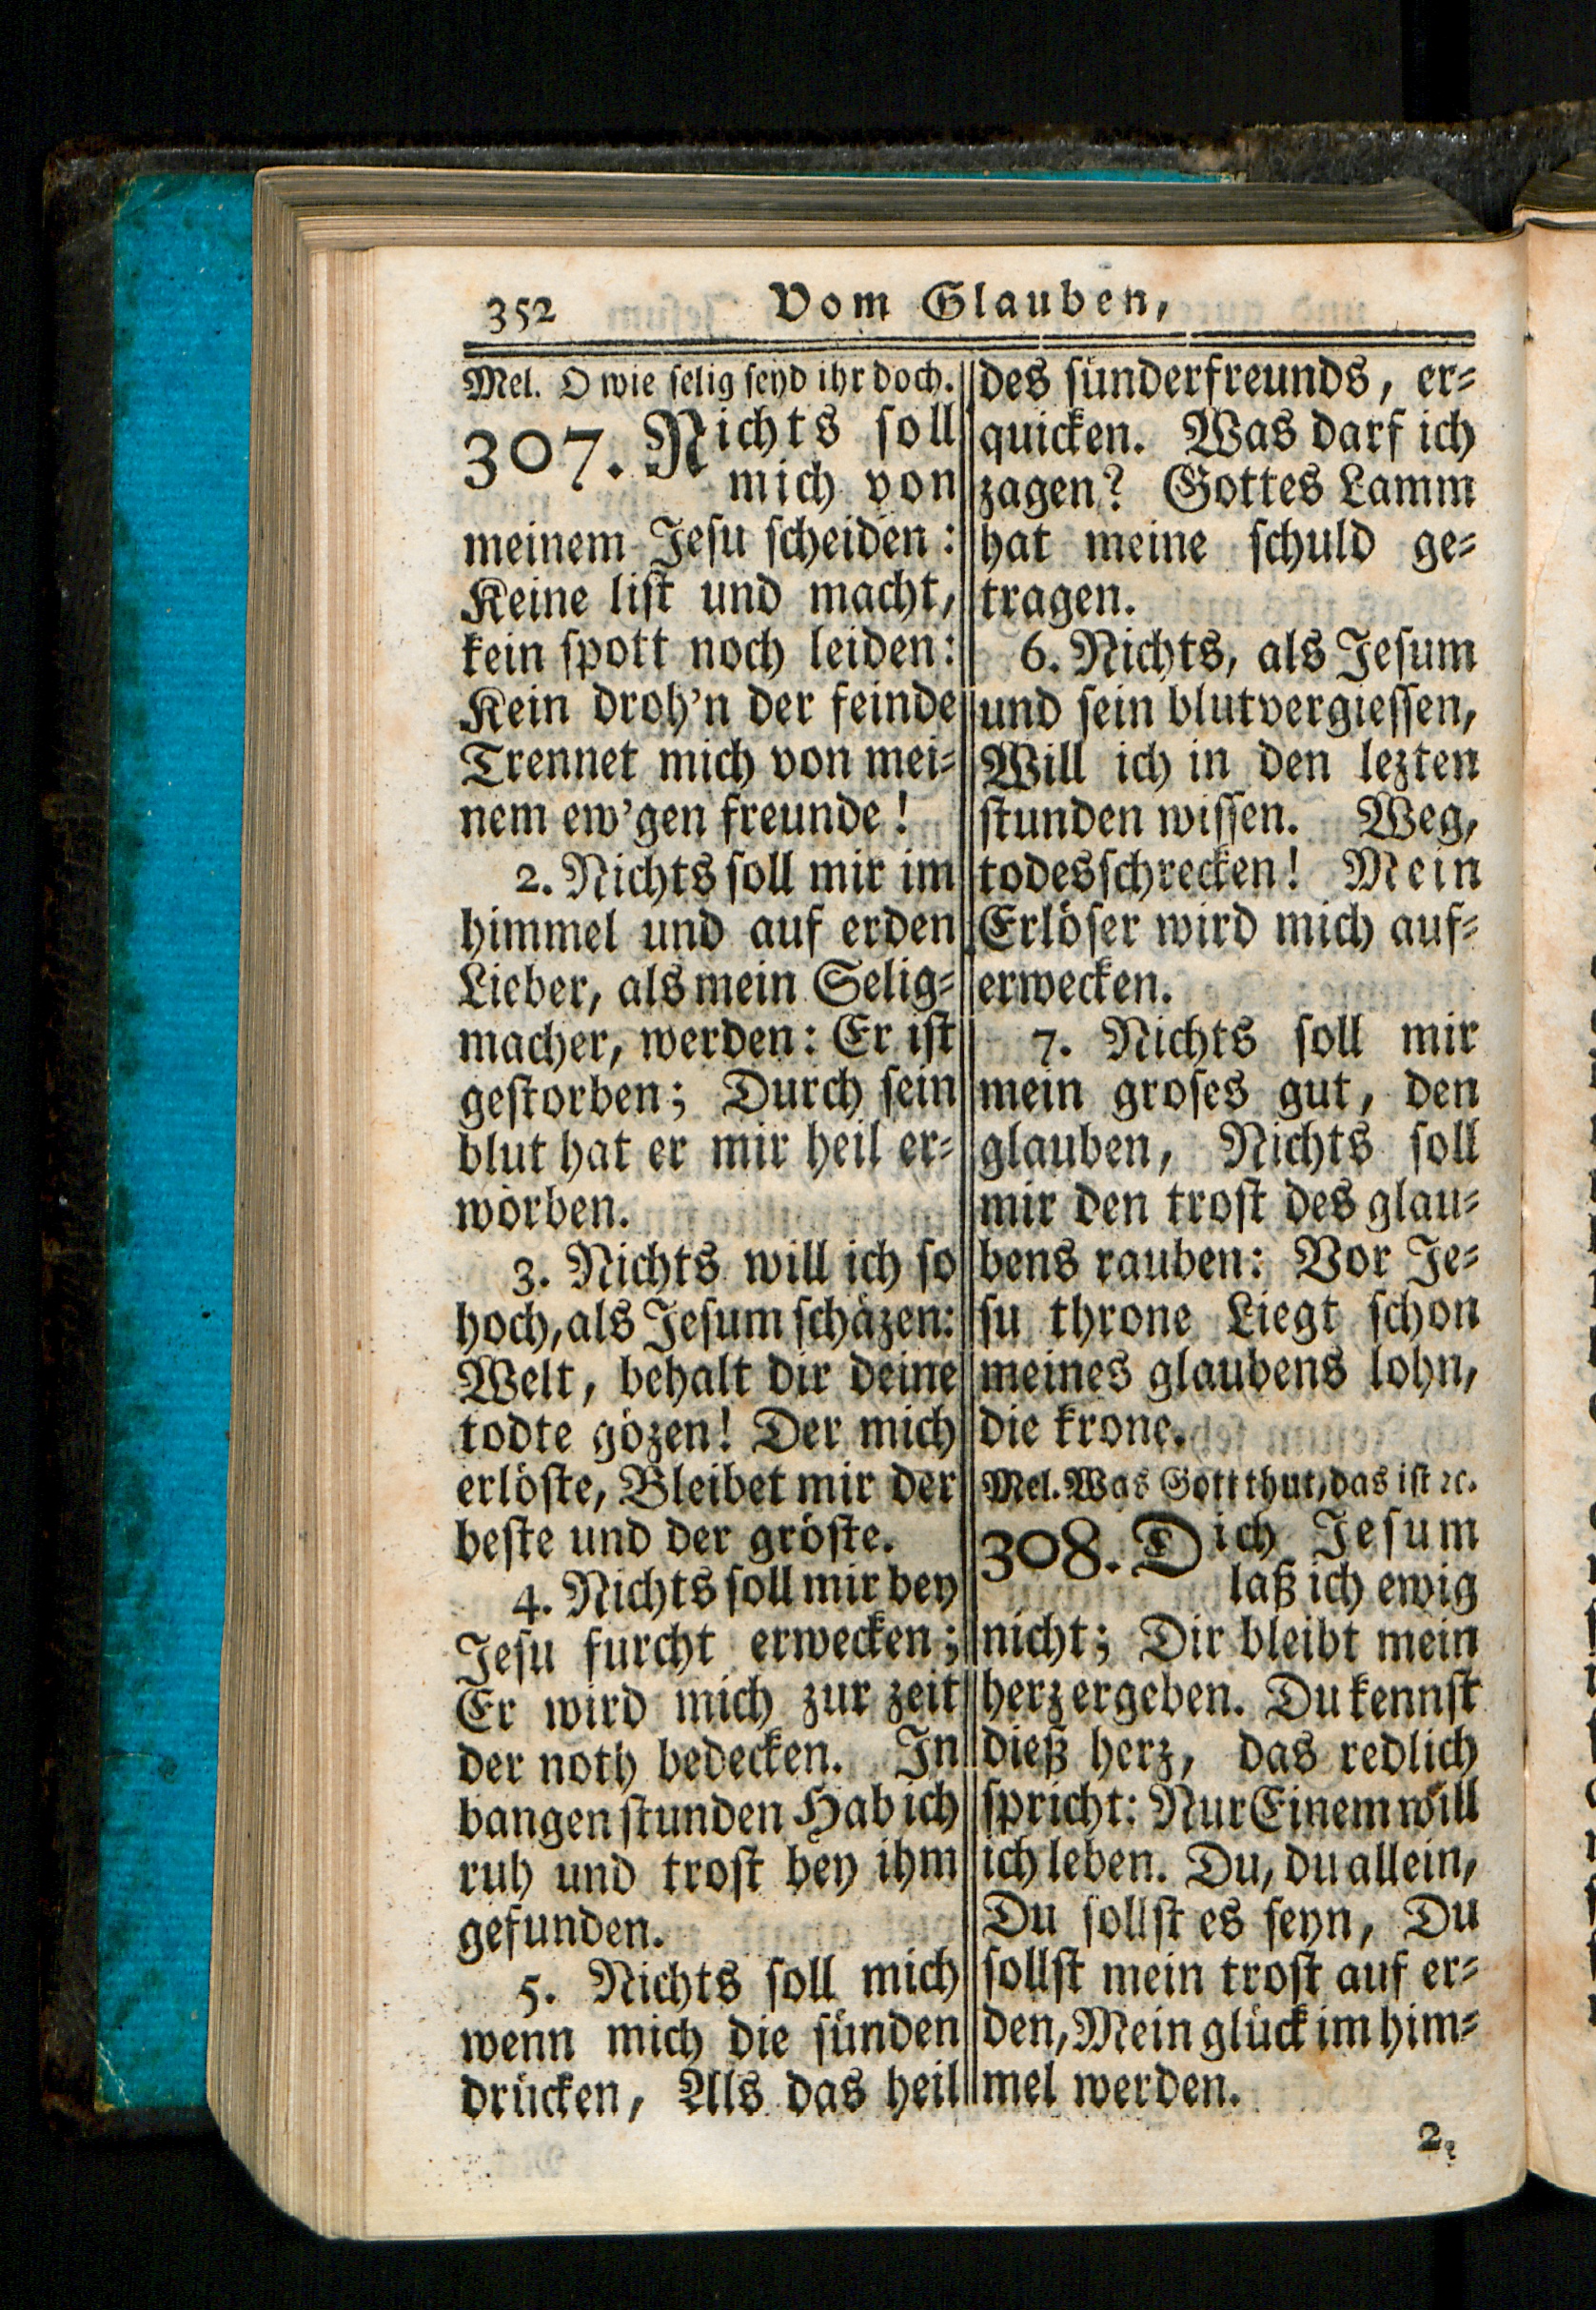 352
Vom Glauben,
Mel. O wie selig seyd ihr doch.
307. Nichts soll
mich von
meinem Jesu scheiden:
Keine list und macht,
kein spott noch leiden:
Kein droh'n der feinde
Trennet mich von mei-
nem ew'gen freunde!
2. Nichts soll mir im
himmel und auf erden
Lieber, als mein Selig-
macher, werden: Er ist
gestorben; Durch sein
blut hat er mir heil er-
worben.
3. Nichts will ich so
hoch, als Jesum schäzen:
Welt, behalt dir deine
todte gözen! Der mich
erlöste, Bleibet mir der
beste und der gröste.
4. Nichts soll mir bey
Jesu furcht erwecken;
Er wird mich zur zeit
der noth bedecken. In
bangen stunden Hab ich
ruh und trost bey ihm
gefunden.
5. Nichts soll mich
wenn mich die sünden
drücken, Als das heil
des sünderfreunds, er-
quicken. Was darf ich
zagen? Gottes Lamm
hat meine schuld ge-
tragen.
6. Nichts, als Jesum
und sein blutvergiessen,
Will ich in den lezten
stunden wissen. Weg,
todesschrecken! Mein
Erlöser wird mich auf-
erwecken.
7. Nichts soll mir
mein groses gut, den
glauben, Nichts soll
mir den trost des glau-
bens rauben: Vor Je-
su throne Liegt schon
meines glaubens lohn,
die krone.
Mel. Was Gott thut, das ist ꝛc.
308. Dich Jesum
laß ich ewig
nicht; Dir bleibt mein
herz ergeben. Du kennst
dieß herz, das redlich
spricht: Nur Einem will
ich leben. Du, du allein,
Du sollst es seyn, Du
sollst mein trost auf er-
den, Mein glück im him-
mel werden.
2.